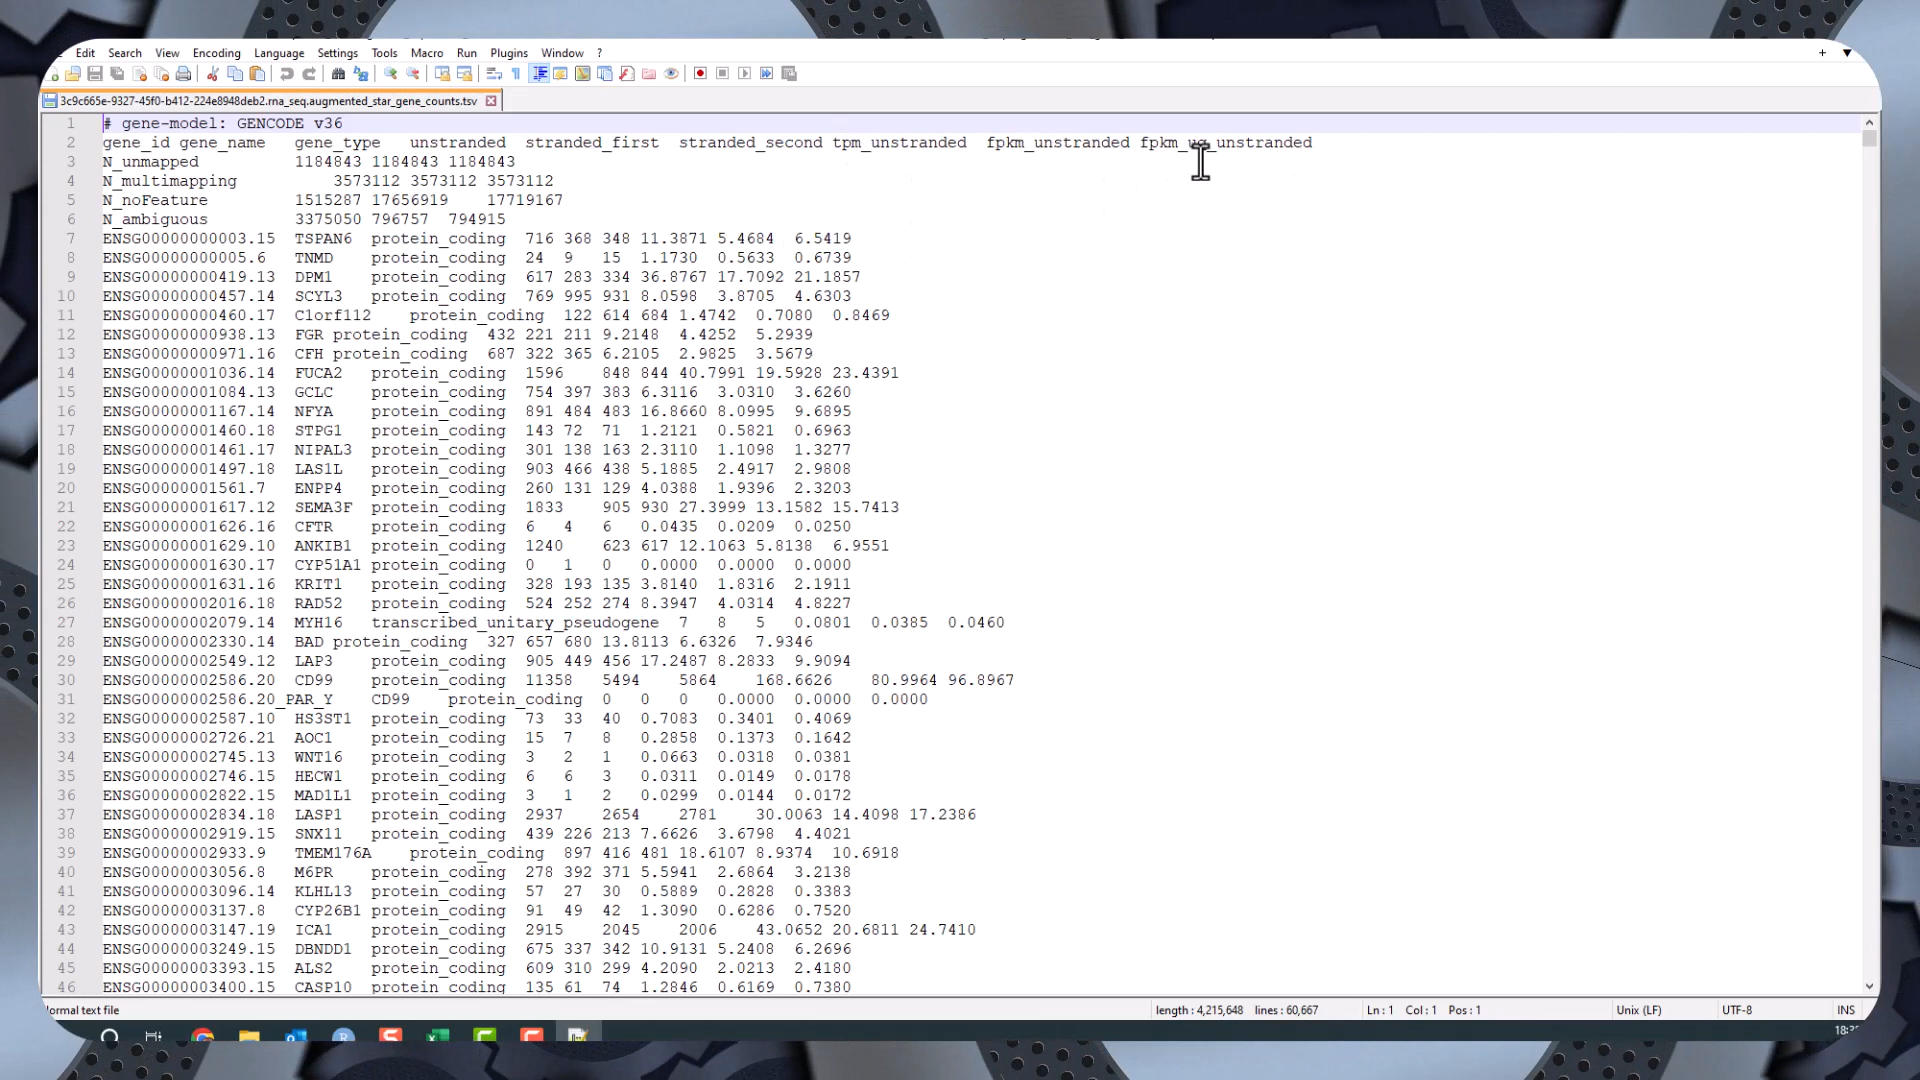 Edit Search View Encoding Language Settings Tools Macro Run Plugins Window ?
3c9c665e-9327-45f0-b412-224e8948deb2.rna_seq.augmented_star_gene_counts.tsv
1 # gene-model: GENCODE v36
2 gene_id gene_name gene_type unstranded stranded_first stranded_second tpm_unstranded fpkm_unstranded fpkm_uq_unstranded
3 N_unmapped 1184843 1184843 1184843
4 N_multimapping 3573112 3573112 3573112
5 N_noFeature 1515287 17656919 17719167
6 N_ambiguous 3375050 796757 794915
7 ENSG00000000003.15 TSPAN6 protein_coding 716 368 348 11.3871 5.4684 6.5419
8 ENSG00000000005.6 TNMD protein_coding 24 9 15 1.1730 0.5633 0.6739
9 ENSG00000000419.13 DPM1 protein_coding 617 283 334 36.8767 17.7092 21.1857
10 ENSG00000000457.14 SCYL3 protein_coding 769 995 931 8.0598 3.8705 4.6303
11 ENSG00000000460.17 C1orf112 protein_coding 122 614 684 1.4742 0.7080 0.8469
12 ENSG00000000938.13 FGR protein_coding 432 221 211 9.2148 4.4252 5.2939
13 ENSG00000000971.16 CFH protein_coding 687 322 365 6.2105 2.9825 3.5679
14 ENSG00000001036.14 FUCA2 protein_coding 1596 848 844 40.7991 19.5928 23.4391
15 ENSG00000001084.13 GCLC protein_coding 754 397 383 6.3116 3.0310 3.6260
16 ENSG00000001167.14 NFYA protein_coding 891 484 483 16.8660 8.0995 9.6895
17 ENSG00000001460.18 STPG1 protein_coding 143 72 71 1.2121 0.5821 0.6963
18 ENSG00000001461.17 NIPAL3 protein_coding 301 138 163 2.3110 1.1098 1.3277
19 ENSG00000001497.18 LAS1L protein_coding 903 466 438 5.1885 2.4917 2.9808
20 ENSG00000001561.7 ENPP4 protein_coding 260 131 129 4.0388 1.9396 2.3203
21 ENSG00000001617.12 SEMA3F protein_coding 1833 905 930 27.3999 13.1582 15.7413
22 ENSG00000001626.16 CFTR protein_coding 6 4 6 0.0435 0.0209 0.0250
23 ENSG00000001629.10 ANKIB1 protein_coding 1240 623 617 12.1063 5.8138 6.9551
24 ENSG00000001630.17 CYP51A1 protein_coding 0 1 0 0.0000 0.0000 0.0000
25 ENSG00000001631.16 KRIT1 protein_coding 328 193 135 3.8140 1.8316 2.1911
26 ENSG00000002016.18 RAD52 protein_coding 524 252 274 8.3947 4.0314 4.8227
27 ENSG00000002079.14 MYH16 transcribed_unitary_pseudogene 7 8 5 0.0801 0.0385 0.0460
28 ENSG00000002330.14 BAD protein_coding 327 657 680 13.8113 6.6326 7.9346
29 ENSG00000002549.12 LAP3 protein_coding 905 449 456 17.2487 8.2833 9.9094
30 ENSG00000002586.20 CD99 protein_coding 11358 5494 5864 168.6626 80.9964 96.8967
31 ENSG00000002586.20_PAR_Y CD99 protein_coding 0 0 0 0.0000 0.0000 0.0000
32 ENSG00000002587.10 HS3ST1 protein_coding 73 33 40 0.7083 0.3401 0.4069
33 ENSG00000002726.21 AOC1 protein_coding 15 7 8 0.2858 0.1373 0.1642
34 ENSG00000002745.13 WNT16 protein_coding 3 2 1 0.0663 0.0318 0.0381
35 ENSG00000002746.15 HECW1 protein_coding 6 6 3 0.0311 0.0149 0.0178
36 ENSG00000002822.15 MAD1L1 protein_coding 3 1 2 0.0299 0.0144 0.0172
37 ENSG00000002834.18 LASP1 protein_coding 2937 2654 2781 30.0063 14.4098 17.2386
38 ENSG00000002919.15 SNX11 protein_coding 439 226 213 7.6626 3.6798 4.4021
39 ENSG00000002933.9 TMEM176A protein_coding 897 416 481 18.6107 8.9374 10.6918
40 ENSG00000003056.8 M6PR protein_coding 278 392 371 5.5941 2.6864 3.2138
41 ENSG00000003096.14 KLHL13 protein_coding 57 27 30 0.5889 0.2828 0.3383
42 ENSG00000003137.8 CYP26B1 protein_coding 91 49 42 1.3090 0.6286 0.7520
43 ENSG00000003147.19 ICA1 protein_coding 2915 2045 2006 43.0652 20.6811 24.7410
44 ENSG00000003249.15 DBNDD1 protein_coding 675 337 342 10.9131 5.2408 6.2696
45 ENSG00000003393.15 ALS2 protein_coding 609 310 299 4.2090 2.0213 2.4180
46 ENSG00000003400.15 CASP10 protein_coding 135 61 74 1.2846 0.6169 0.7380
ormal text file length : 4,215,648 lines : 60,667 Ln : 1 Col : 1 Pos : 1 Unix (LF) UTF-8 INS